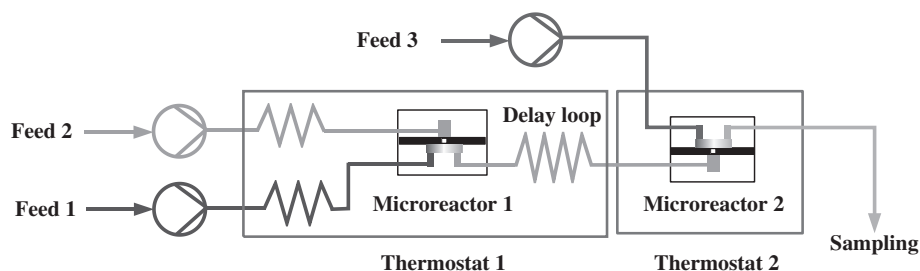 Feed 3
Feed 2
Delay loop
Feed 1
Microreactor 1
Microreactor 2
Sampling
Thermostat 1
Thermostat 2